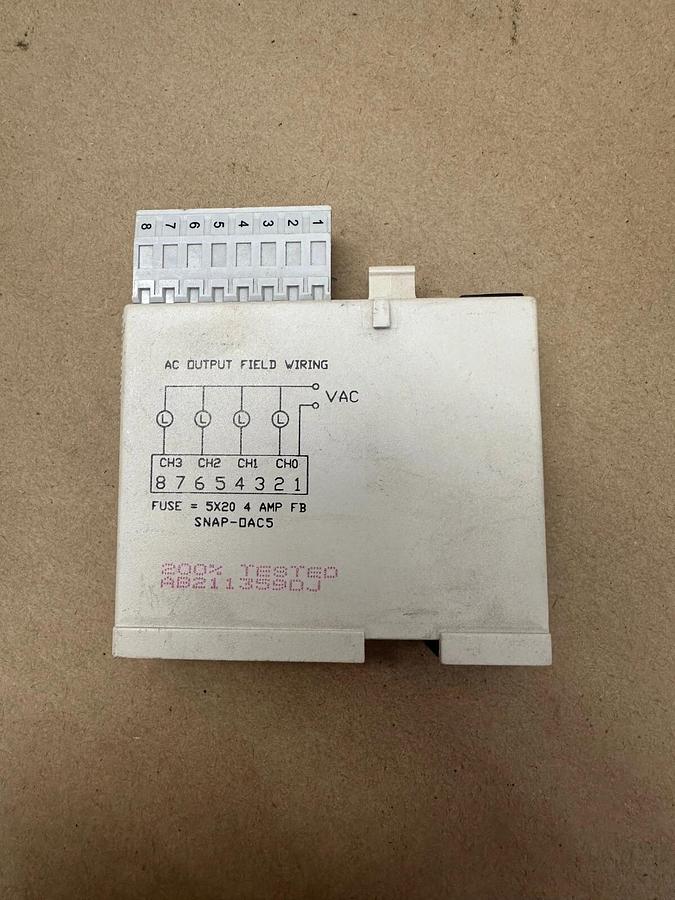 8 7 6 5 4 3 2 1
AC OUTPUT FIELD WIRING
VAC
L L L L
CH3 CH2 CH1 CH0
8 7 6 5 4 3 2 1
FUSE = 5X20 4 AMP FB
SNAP-OAC5
200% TESTED
AB211359DJ